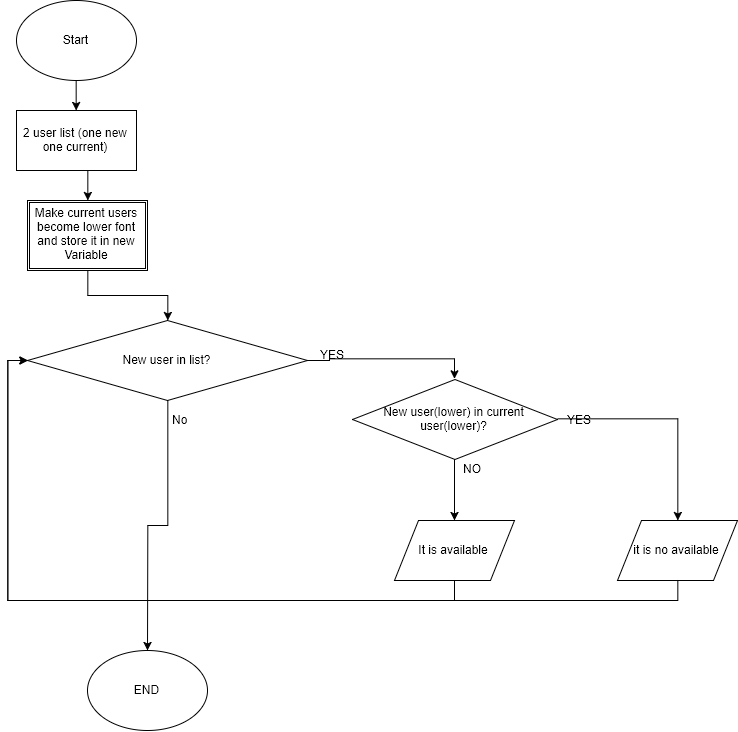 Start
2 user list (one new
one current)
Make current users
become lower font
and store it in new
Variable
New user in list?
YES
No
New user(lower) in current
user(lower)?
YES
NO
It is available
it is no available
END